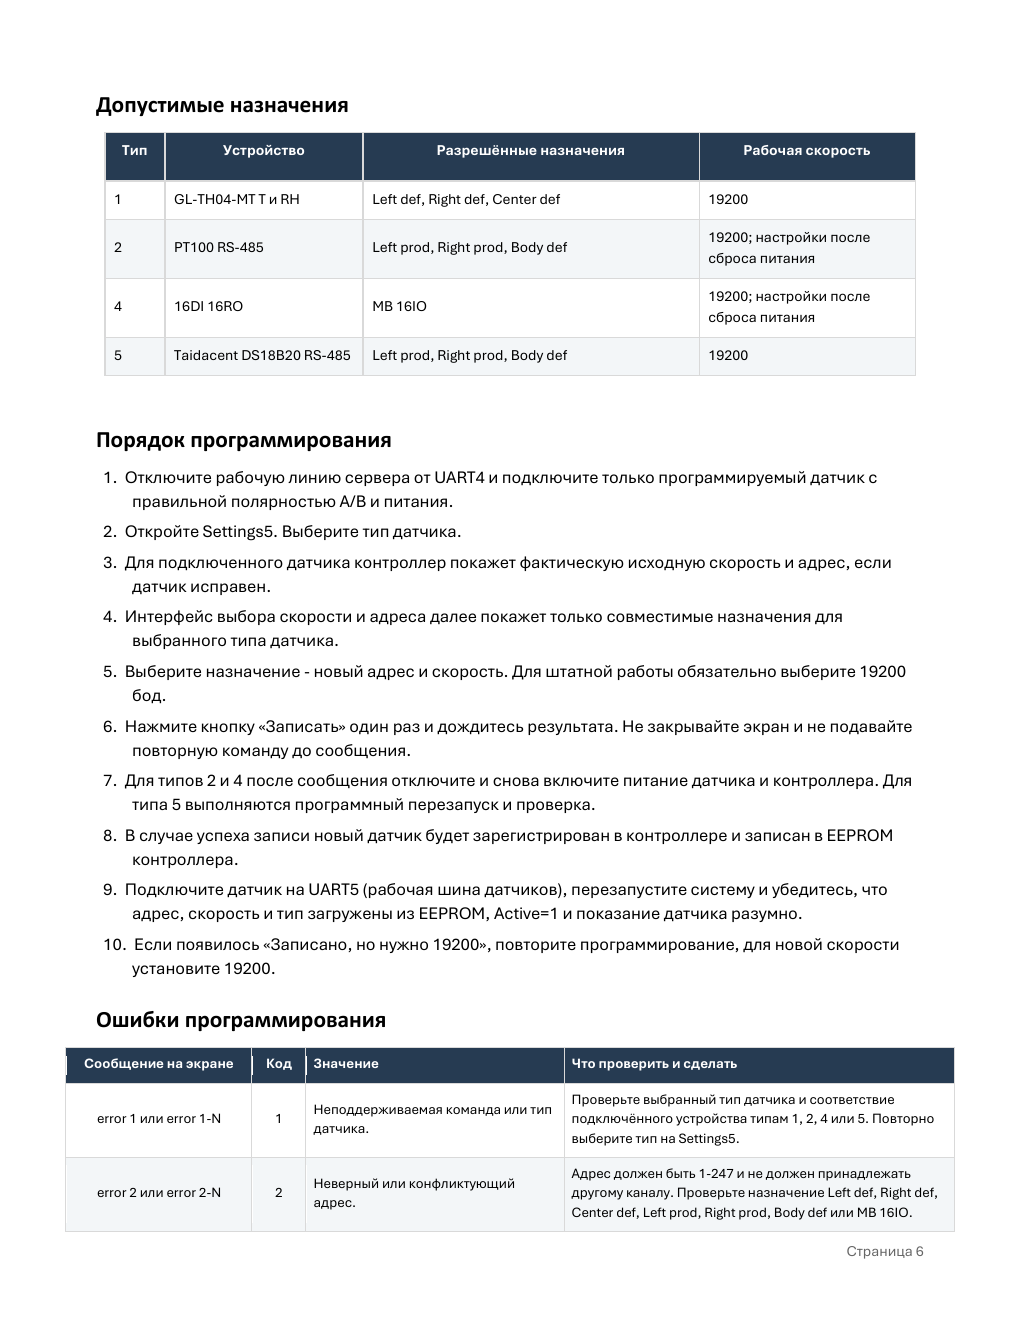 Допустимые назначения
Тип Устройство Разрешённые назначения Рабочая скорость
1 GL-TH04-MT T и RH Left def, Right def, Center def 19200
2 PT100 RS-485 Left prod, Right prod, Body def 19200; настройки после
сброса питания
4 16DI 16RO MB 16IO 19200; настройки после
сброса питания
5 Taidacent DS18B20 RS-485 Left prod, Right prod, Body def 19200
Порядок программирования
1. Отключите рабочую линию сервера от UART4 и подключите только программируемый датчик с
правильной полярностью A/B и питания.
2. Откройте Settings5. Выберите тип датчика.
3. Для подключенного датчика контроллер покажет фактическую исходную скорость и адрес, если
датчик исправен.
4. Интерфейс выбора скорости и адреса далее покажет только совместимые назначения для
выбранного типа датчика.
5. Выберите назначение - новый адрес и скорость. Для штатной работы обязательно выберите 19200
бод.
6. Нажмите кнопку «Записать» один раз и дождитесь результата. Не закрывайте экран и не подавайте
повторную команду до сообщения.
7. Для типов 2 и 4 после сообщения отключите и снова включите питание датчика и контроллера. Для
типа 5 выполняются программный перезапуск и проверка.
8. В случае успеха записи новый датчик будет зарегистрирован в контроллере и записан в EEPROM
контроллера.
9. Подключите датчик на UART5 (рабочая шина датчиков), перезапустите систему и убедитесь, что
адрес, скорость и тип загружены из EEPROM, Active=1 и показание датчика разумно.
10. Если появилось «Записано, но нужно 19200», повторите программирование, для новой скорости
установите 19200.
Ошибки программирования
Сообщение на экране Код Значение Что проверить и сделать
error 1 или error 1-N 1 Неподдерживаемая команда или тип
датчика. Проверьте выбранный тип датчика и соответствие
подключённого устройства типам 1, 2, 4 или 5. Повторно
выберите тип на Settings5.
error 2 или error 2-N 2 Неверный или конфликтующий
адрес. Адрес должен быть 1-247 и не должен принадлежать
другому каналу. Проверьте назначение Left def, Right def,
Center def, Left prod, Right prod, Body def или MB 16IO.
Страница 6